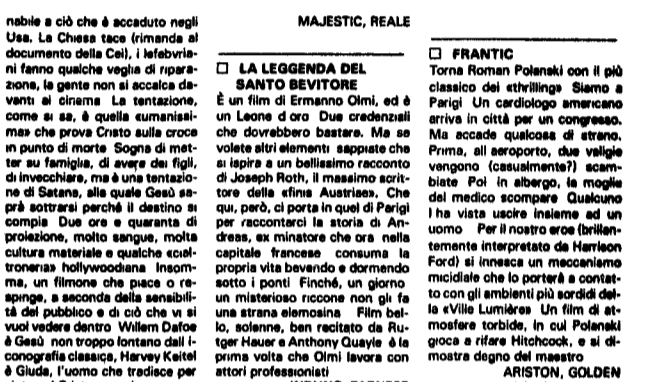 nabile a ciò che è accaduto negli
Usa. La Chiesa tace (rimanda al
documento della Cei), i lefebvria-
ni fanno qualche veglia di ripara-
zione, la gente non si accalca da-
vanti ai cinema La tentazione,
come si sa, è quella «umanissi-
ma» che prova Cristo sulla croce
in punto di morte Sogna di met-
ter su famiglia, di avere dei figli,
di invecchiare, ma è una tentazio-
ne di Satana, alla quale Gesù sa-
prà sottrarsi perché il destino si
compia Due ore e quaranta di
proiezione, molto sangue, molta
cultura materiale e qualche «cial-
troneria» hollywoodiana Insom-
ma, un filmone che piace o re-
spinge, a seconda della sensibili-
tà del pubblico e di ciò che vi si
vuol vedere dentro Willem Dafoe
è Gesù non troppo lontano dall i-
conografia classica, Harvey Keitel
è Giuda, l'uomo che tradisce per
MAJESTIC, REALE
□ LA LEGGENDA DEL
SANTO BEVITORE
È un film di Ermanno Olmi, ed è
un Leone d oro Due credenziali
che dovrebbero bastare. Ma se
volete altri elementi sappiate che
si ispira a un bellissimo racconto
di Joseph Roth, il massimo scrit-
tore della «finis Austriae». Che
qui, però, ci porta in quel di Parigi
per raccontarci la storia di An-
dreas, ex minatore che ora nella
capitale francese consuma la
propria vita bevendo e dormendo
sotto i ponti Finché, un giorno
un misterioso riccone non gli fa
una strana elemosina Film bel-
lo, solenne, ben recitato da Ru-
tger Hauer e Anthony Quayle è la
prima volta che Olmi lavora con
attori professionisti
□ FRANTIC
Torna Roman Polanski con il più
classico dei «thrilling» Siamo a
Parigi Un cardiologo americano
arriva in città per un congresso.
Ma accade qualcosa di strano.
Prima, all aeroporto, due valigie
vengono (casualmente?) scam-
biate Poi in albergo, la moglie
del medico scompare Qualcuno
l ha vista uscire insieme ad un
uomo Per il nostro eroe (brillan-
temente interpretato da Harrison
Ford) si innesca un meccanismo
micidiale che lo porterà a contat-
to con gli ambienti più sordidi del-
la «Ville Lumière» Un film di at-
mosfere torbide, in cui Polanski
gioca a rifare Hitchcock, e si di-
mostra degno del maestro
ARISTON, GOLDEN